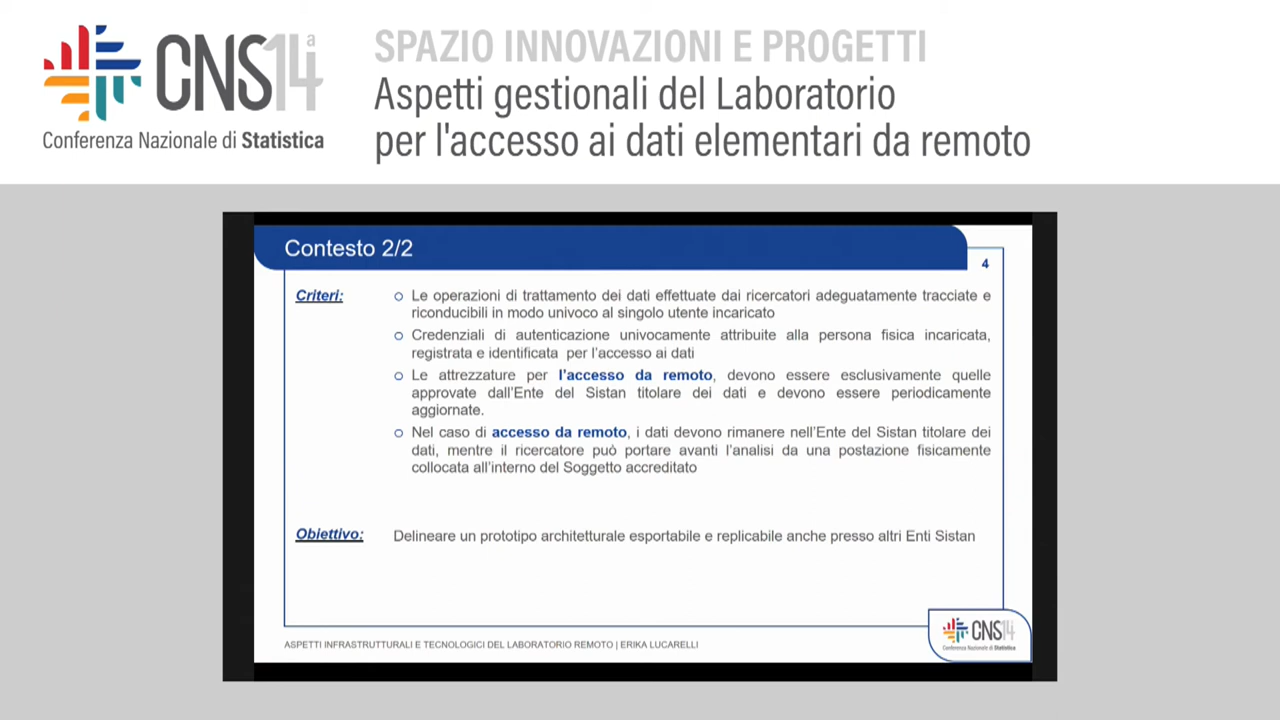 CNS14ª
Conferenza Nazionale di Statistica
SPAZIO INNOVAZIONI E PROGETTI
Aspetti gestionali del Laboratorio
per l'accesso ai dati elementari da remoto
Contesto 2/2
4
Criteri:
Le operazioni di trattamento dei dati effettuate dai ricercatori adeguatamente tracciate e
riconducibili in modo univoco al singolo utente incaricato
Credenziali di autenticazione univocamente attribuite alla persona fisica incaricata,
registrata e identificata per l'accesso ai dati
Le attrezzature per l'accesso da remoto, devono essere esclusivamente quelle
approvate dall'Ente del Sistan titolare dei dati e devono essere periodicamente
aggiornate.
Nel caso di accesso da remoto, i dati devono rimanere nell'Ente del Sistan titolare dei
dati, mentre il ricercatore può portare avanti l'analisi da una postazione fisicamente
collocata all'interno del Soggetto accreditato
Obiettivo:
Delineare un prototipo architetturale esportabile e replicabile anche presso altri Enti Sistan
ASPETTI INFRASTRUTTURALI E TECNOLOGICI DEL LABORATORIO REMOTO | ERIKA LUCARELLI
CNS14
Conferenza Nazionale di Statistica